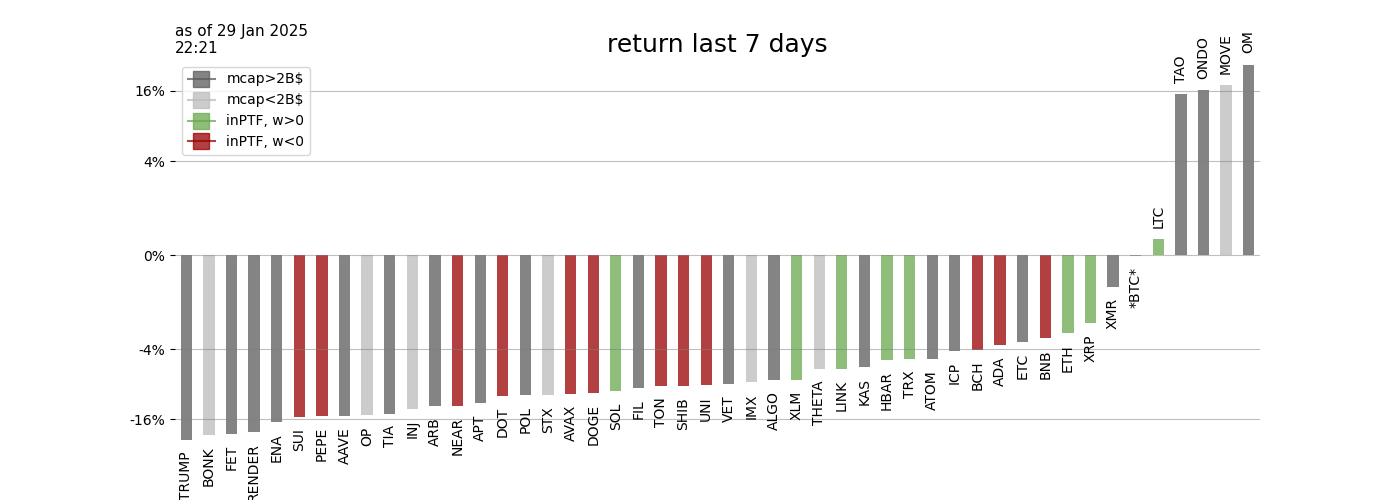 as of 29 Jan 2025
22:21
return last 7 days
mcap>2B$
mcap<2B$
inPTF, w>0
inPTF, w<0
16%
4%
0%
-4%
-16%
TRUMP
BONK
FET
RENDER
ENA
SUI
PEPE
AAVE
OP
TIA
INJ
ARB
NEAR
APT
DOT
POL
STX
AVAX
DOGE
SOL
FIL
TON
SHIB
UNI
VET
IMX
ALGO
XLM
THETA
LINK
KAS
HBAR
TRX
ATOM
ICP
BCH
ADA
ETC
BNB
ETH
XRP
XMR
*BTC*
LTC
TAO
ONDO
MOVE
OM